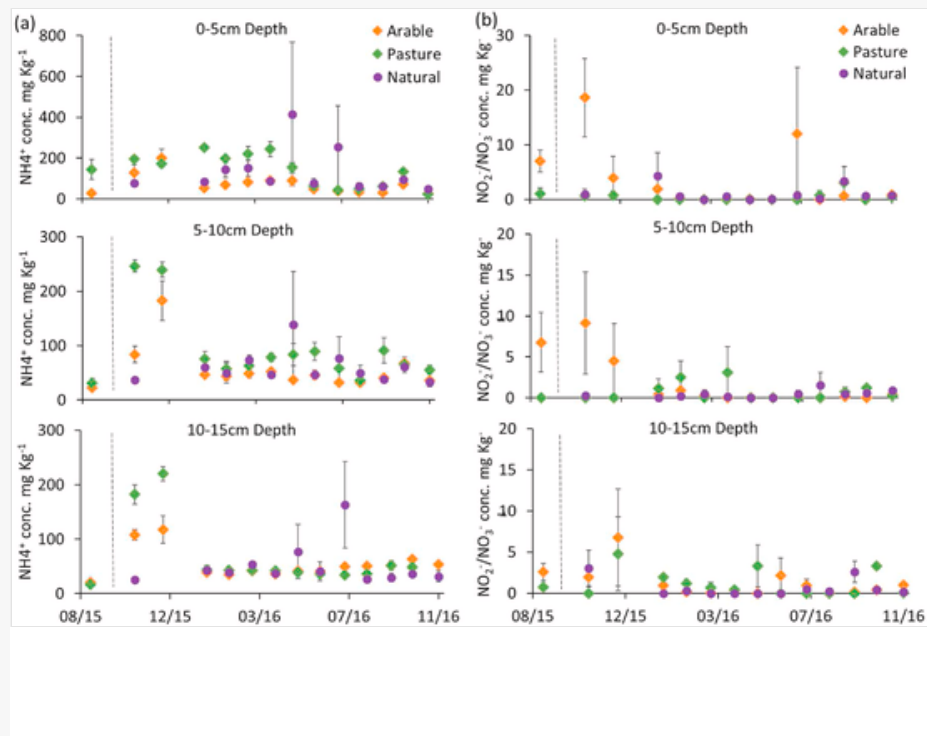 (a)
0-5cm Depth
Arable
Pasture
Natural
NH4⁺ conc. mg Kg⁻¹
800
600
400
200
0
5-10cm Depth
NH4⁺ conc. mg Kg⁻¹
300
200
100
0
10-15cm Depth
NH4⁺ conc. mg Kg⁻¹
300
200
100
0
08/15 12/15 03/16 07/16 11/16
(b)
0-5cm Depth
Arable
Pasture
Natural
NO₂⁻/NO₃⁻ conc. mg Kg⁻
30
20
10
0
5-10cm Depth
NO₂⁻/NO₃⁻ conc. mg Kg⁻
20
15
10
5
0
10-15cm Depth
NO₂⁻/NO₃⁻ conc. mg Kg⁻
20
15
10
5
0
08/15 12/15 03/16 07/16 11/16